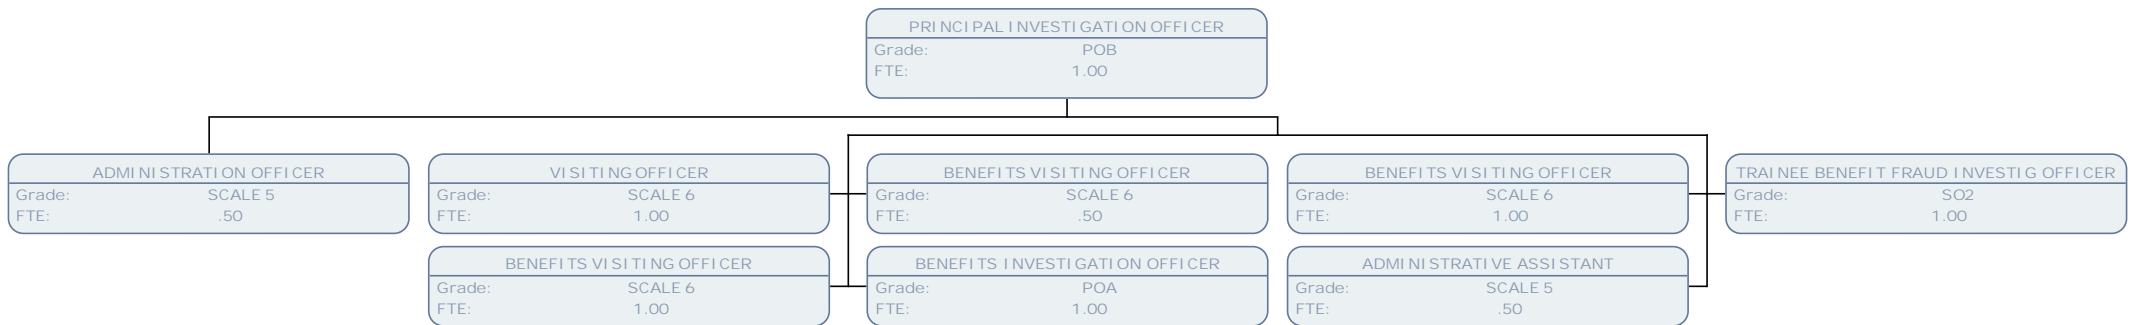 PRINCIPAL INVESTIGATION OFFICER
Grade: POB
FTE: 1.00
ADMINISTRATION OFFICER
Grade: SCALE 5
FTE: .50
VISITING OFFICER
Grade: SCALE 6
FTE: 1.00
BENEFITS VISITING OFFICER
Grade: SCALE 6
FTE: .50
BENEFITS VISITING OFFICER
Grade: SCALE 6
FTE: 1.00
TRAINEE BENEFIT FRAUD INVESTIG OFFICER
Grade: SO2
FTE: 1.00
BENEFITS VISITING OFFICER
Grade: SCALE 6
FTE: 1.00
BENEFITS INVESTIGATION OFFICER
Grade: POA
FTE: 1.00
ADMINISTRATIVE ASSISTANT
Grade: SCALE 5
FTE: .50